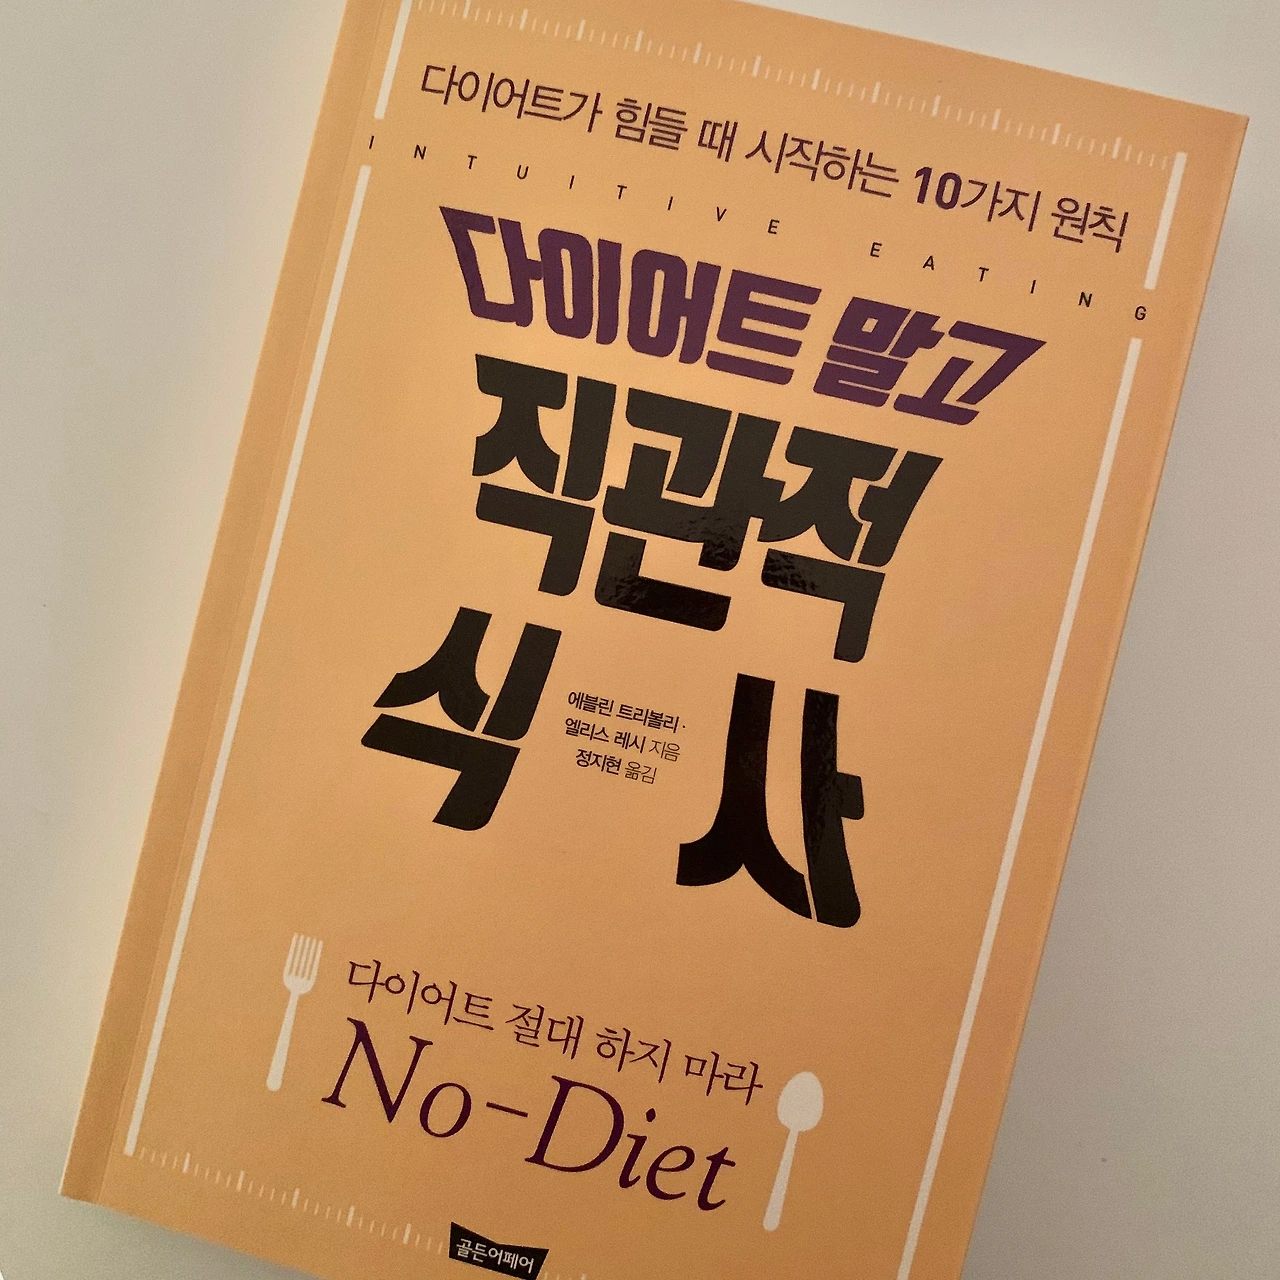 다이어트가 힘들 때 시작하는 10가지 원칙
INTUITIVE EATING
다이어트 말고
직관적
식사
에블린 트리볼리·
엘리스 레시 지음
정지현 옮김
다이어트 절대 하지 마라
No-Diet
골든어페어